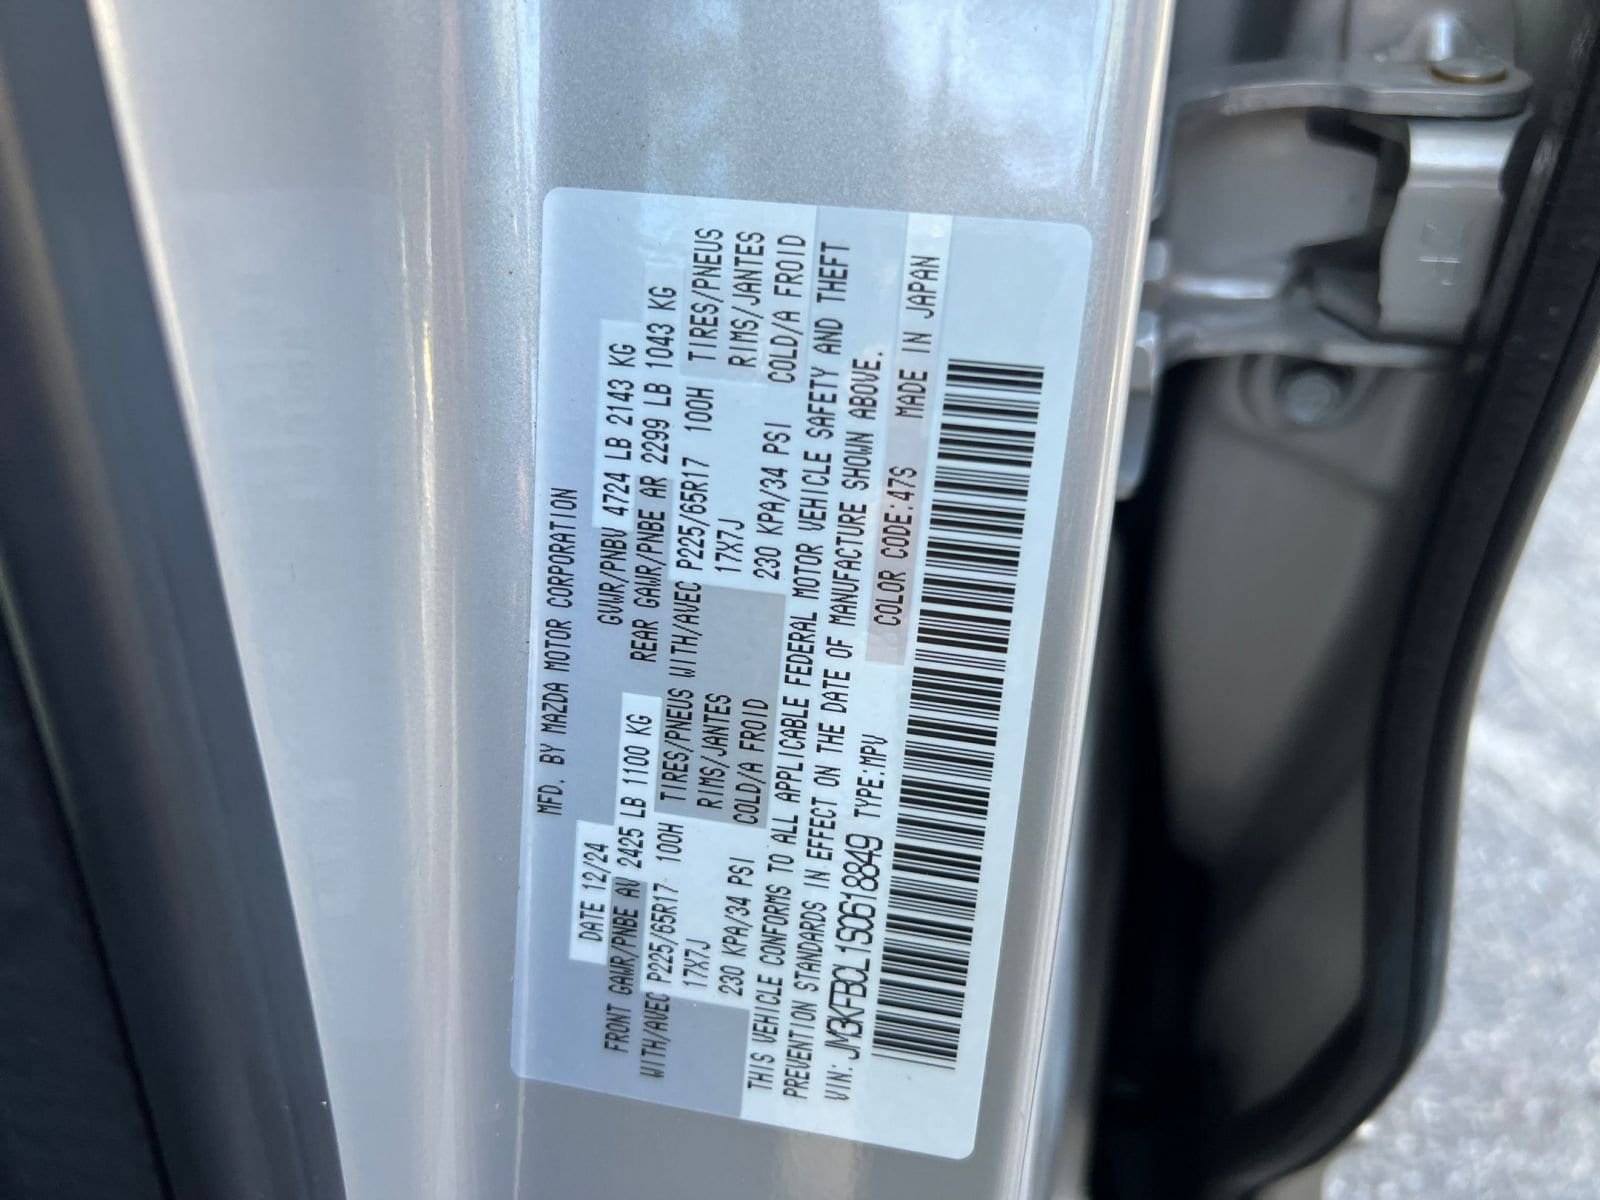 MFD. BY MAZDA MOTOR CORPORATION
DATE 12/24 GVWR/PNBV 4724 LB 2143 KG
FRONT GAWR/PNBE AV 2425 LB 1100 KG REAR GAWR/PNBE AR 2299 LB 1043 KG
WITH/AVEC P225/65R17 100H TIRES/PNEUS WITH/AVEC P225/65R17 100H TIRES/PNEUS
17X7J RIMS/JANTES 17X7J RIMS/JANTES
230 KPA/34 PSI COLD/A FROID 230 KPA/34 PSI COLD/A FROID
THIS VEHICLE CONFORMS TO ALL APPLICABLE FEDERAL MOTOR VEHICLE SAFETY AND THEFT
PREVENTION STANDARDS IN EFFECT ON THE DATE OF MANUFACTURE SHOWN ABOVE.
VIN: JM3KFBCL1S0618849 TYPE:MPV COLOR CODE:47S MADE IN JAPAN